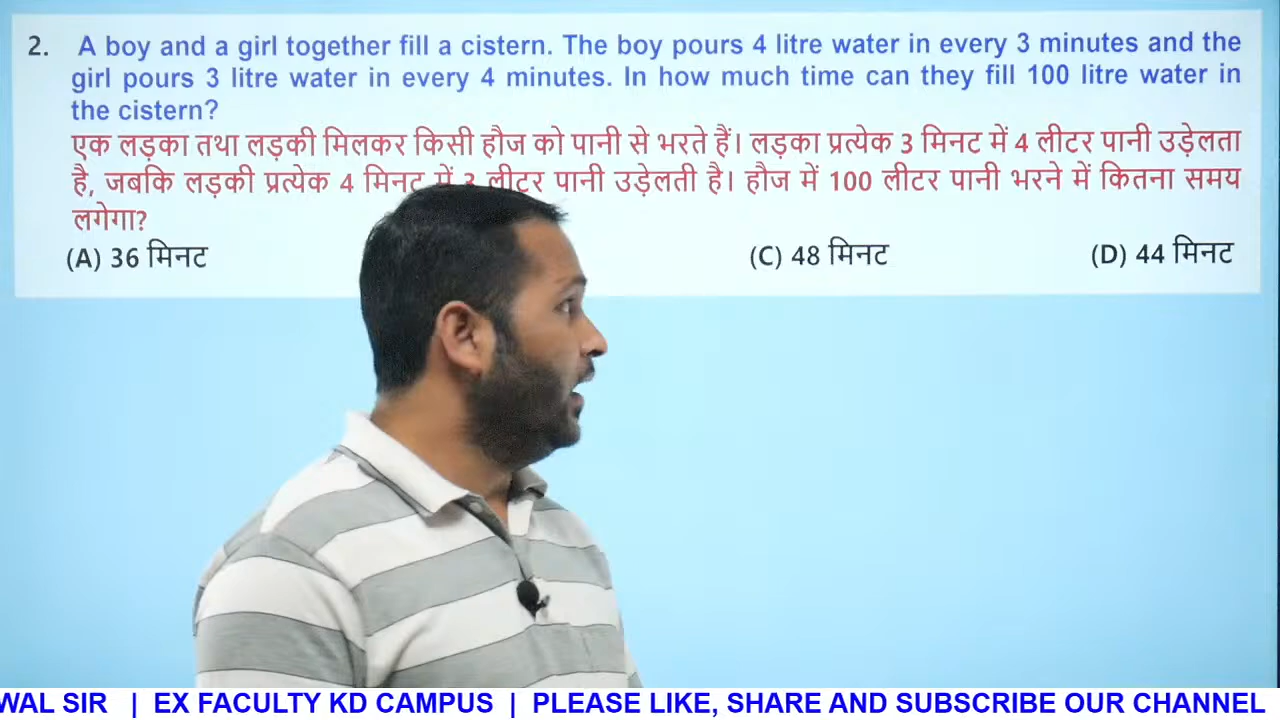 2. A boy and a girl together fill a cistern. The boy pours 4 litre water in every 3 minutes and the
girl pours 3 litre water in every 4 minutes. In how much time can they fill 100 litre water in
the cistern?
एक लड़का तथा लड़की मिलकर किसी हौज को पानी से भरते हैं। लड़का प्रत्येक 3 मिनट में 4 लीटर पानी उड़ेलता
है, जबकि लड़की प्रत्येक 4 मिनट में 3 लीटर पानी उड़ेलती है। हौज में 100 लीटर पानी भरने में कितना समय
लगेगा?
(A) 36 मिनट (C) 48 मिनट (D) 44 मिनट
WAL SIR | EX FACULTY KD CAMPUS | PLEASE LIKE, SHARE AND SUBSCRIBE OUR CHANNEL